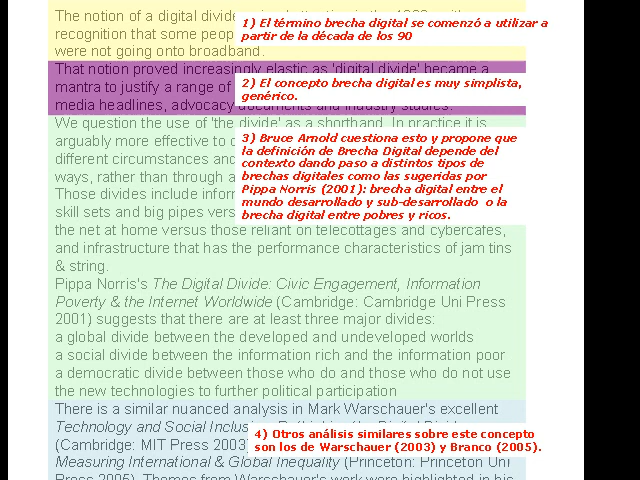 The notion of a digital divide
recognition that some peop
were not going onto broadband.
1) El término brecha digital se comenzó a utilizar a
partir de la década de los 90
That notion proved increasingly elastic as 'digital divide' became a
mantra to justify a range of
media headlines, advocacy documents and industry studies.
2) El concepto brecha digital es muy simplista,
genérico.
We question the use of 'the divide' as a shorthand. In practice it is
arguably more effective to
different circumstances and
ways, rather than through a
Those divides include infor
skill sets and big pipes vers
3) Bruce Arnold cuestiona esto y propone que
la definición de Brecha Digital depende del
contexto dando paso a distintos tipos de
brechas digitales como las sugeridas por
Pippa Norris (2001): brecha digital entre el
mundo desarrollado y sub-desarrollado o la
brecha digital entre pobres y ricos.
the net at home versus those reliant on telecottages and cybercafes,
and infrastructure that has the performance characteristics of jam tins
& string.
Pippa Norris's The Digital Divide: Civic Engagement, Information
Poverty & the Internet Worldwide (Cambridge: Cambridge Uni Press
2001) suggests that there are at least three major divides:
a global divide between the developed and undeveloped worlds
a social divide between the information rich and the information poor
a democratic divide between those who do and those who do not use
the new technologies to further political participation
There is a similar nuanced analysis in Mark Warschauer's excellent
Technology and Social Inclus
(Cambridge: MIT Press 2003)
4) Otros análisis similares sobre este concepto
son los de Warschauer (2003) y Branco (2005).
Measuring International & Global Inequality (Princeton: Princeton Uni
Press 2005). Themes from Warschauer's work were highlighted in his